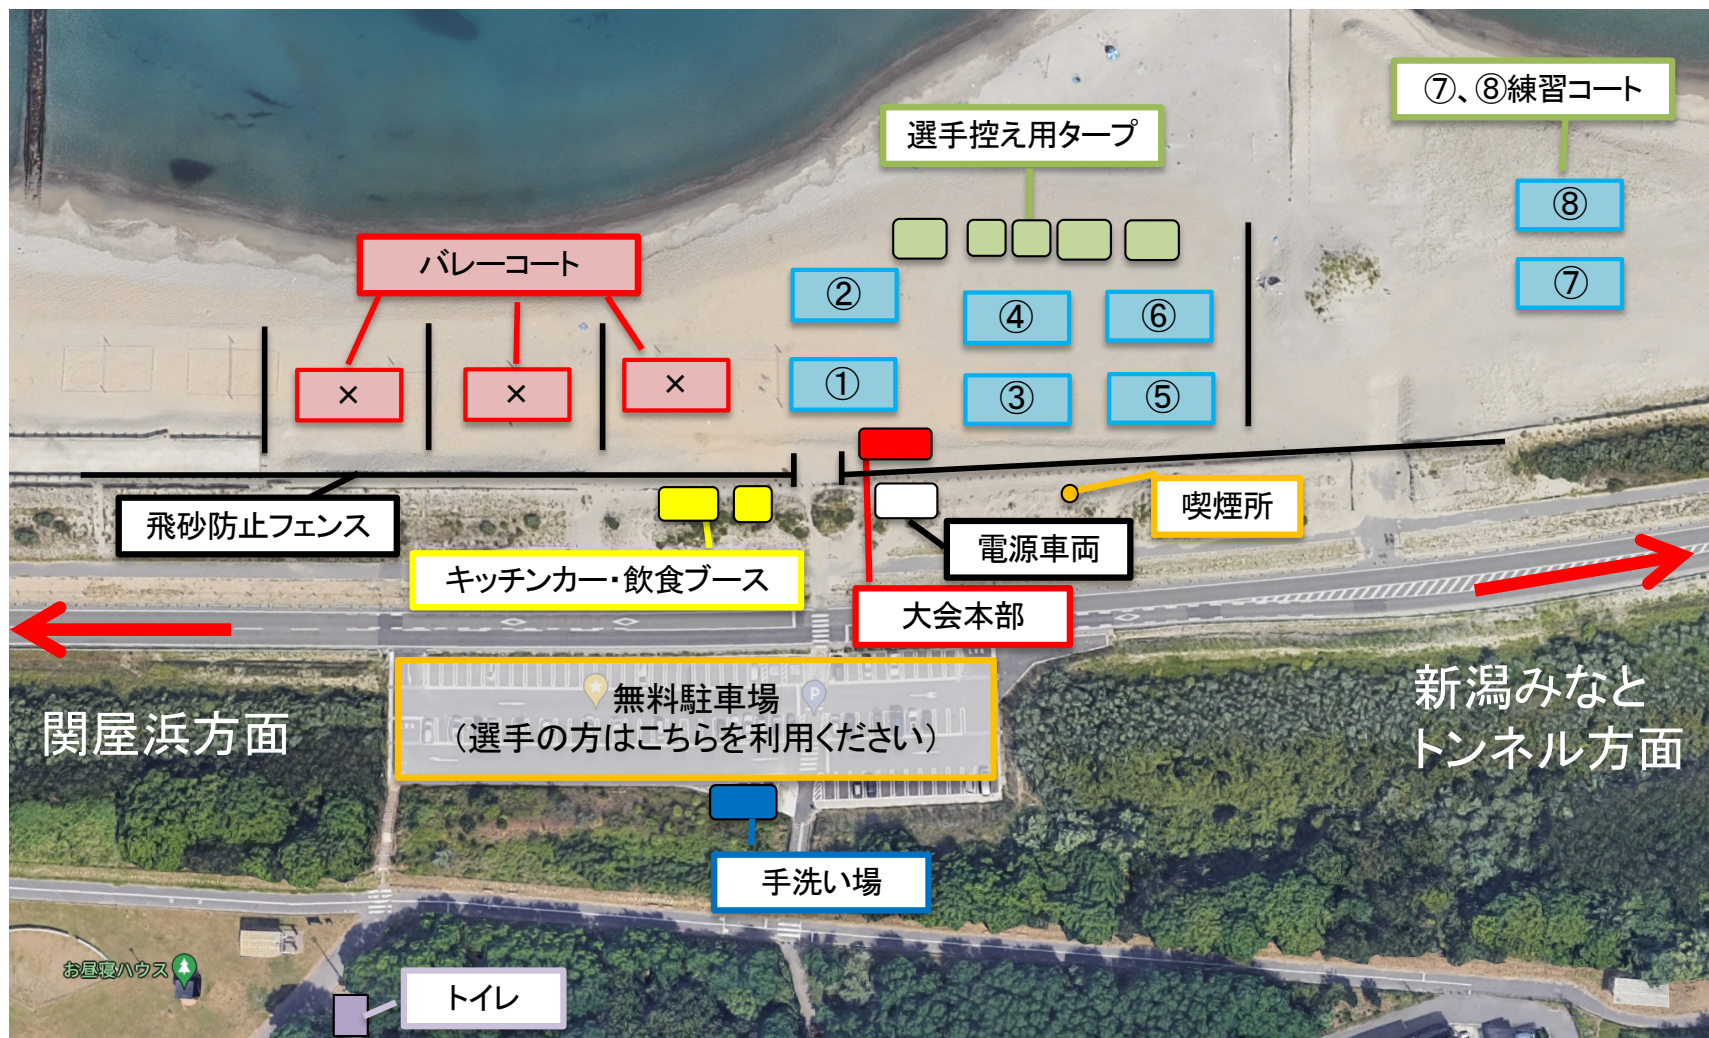 ⑦、⑧練習コート
選手控え用タープ
⑧
⑦
バレーコート
②
④
⑥
①
③
⑤
×
×
×
飛砂防止フェンス
喫煙所
電源車両
キッチンカー・飲食ブース
大会本部
無料駐車場
（選手の方はこちらを利用ください）
P
関屋浜方面
新潟みなと
トンネル方面
手洗い場
お昼寝ハウス
トイレ